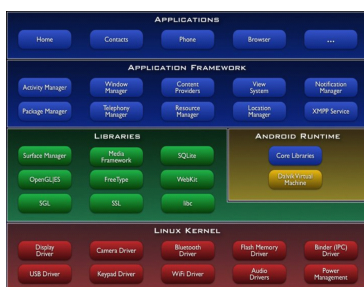 APPLICATIONS
Home Contacts Phone Browser ...
APPLICATION FRAMEWORK
Activity Manager Window Manager Content Providers View System Notification Manager
Package Manager Telephony Manager Resource Manager Location Manager XMPP Service
LIBRARIES
Surface Manager Media Framework SQLite
OpenGL|ES FreeType WebKit
SGL SSL libc
ANDROID RUNTIME
Core Libraries
Dalvik Virtual Machine
LINUX KERNEL
Display Driver Camera Driver Bluetooth Driver Flash Memory Driver Binder (IPC) Driver
USB Driver Keypad Driver WiFi Driver Audio Drivers Power Management